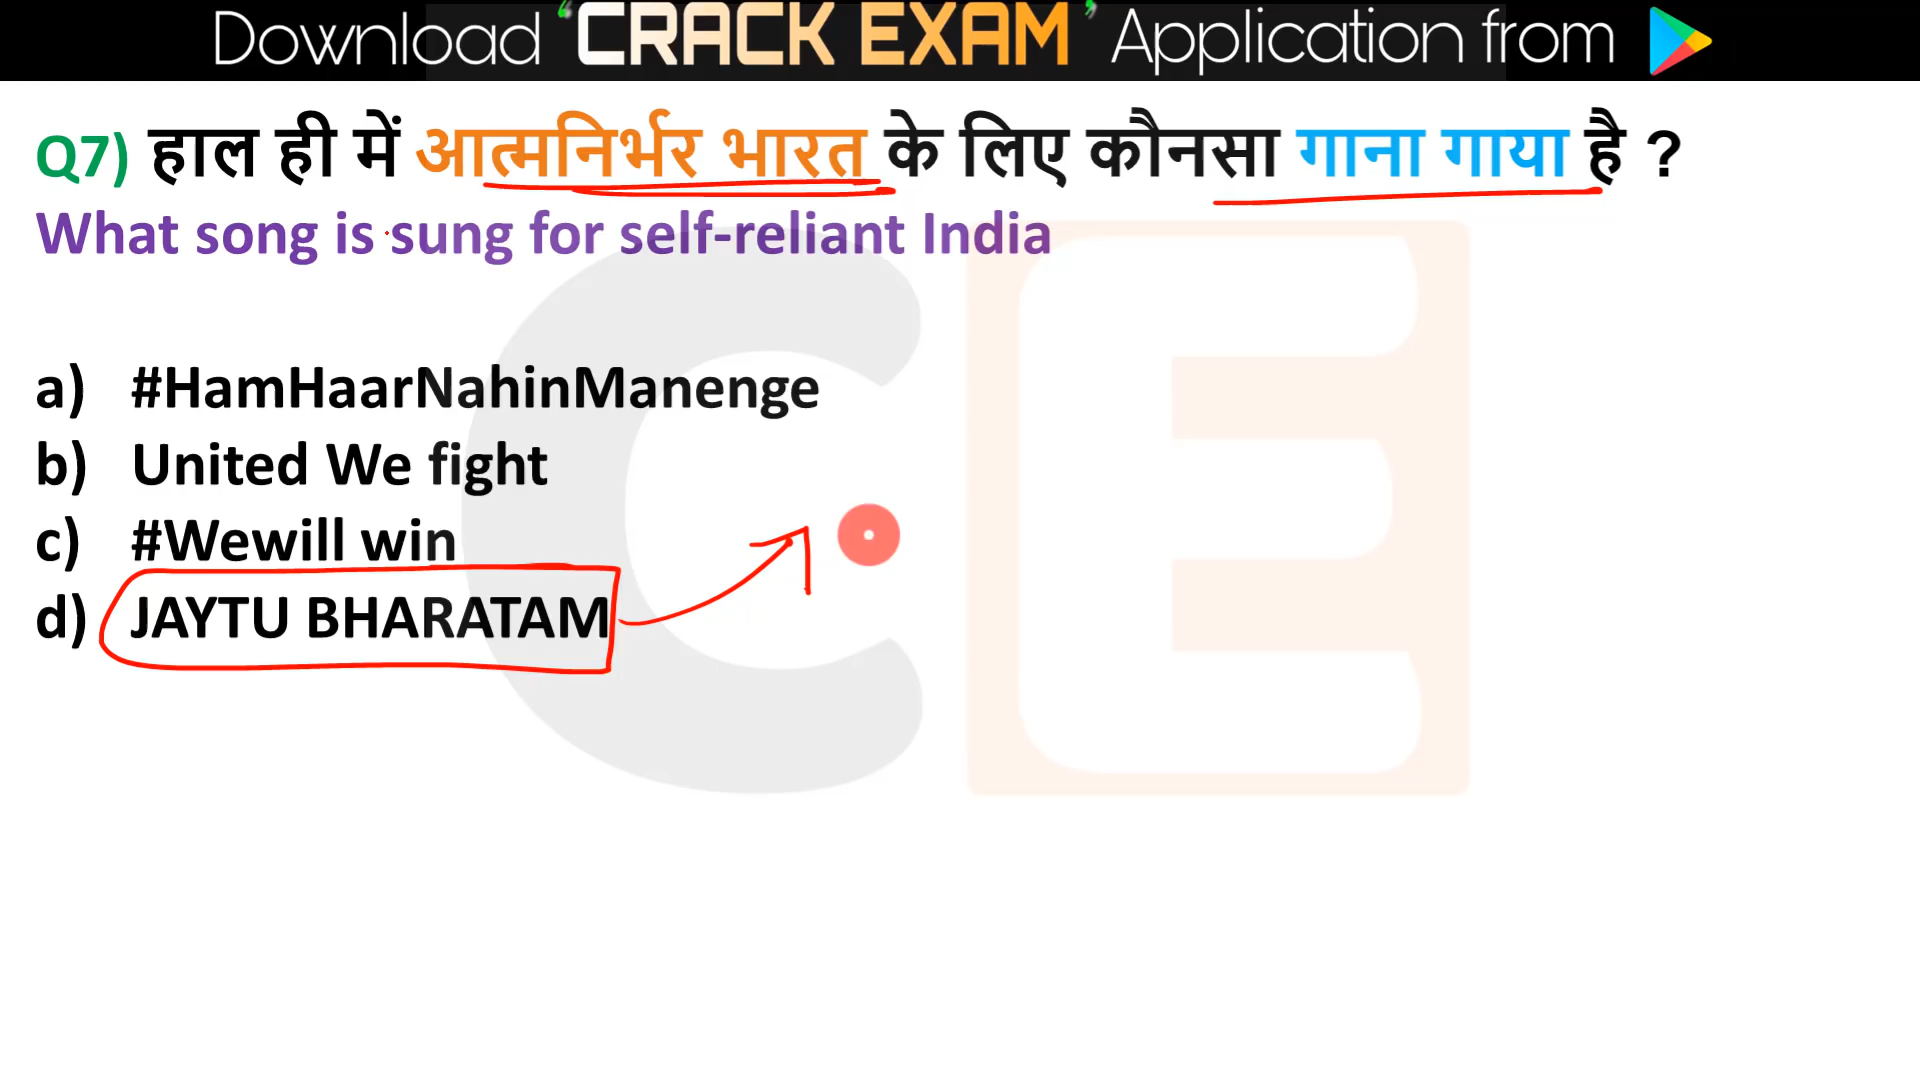 Download ‘CRACK EXAM’ Application from
Q7) हाल ही में आत्मनिर्भर भारत के लिए कौनसा गाना गाया है ?
What song is sung for self-reliant India
a) #HamHaarNahinManenge
b) United We fight
c) #Wewill win
d) JAYTU BHARATAM
CE